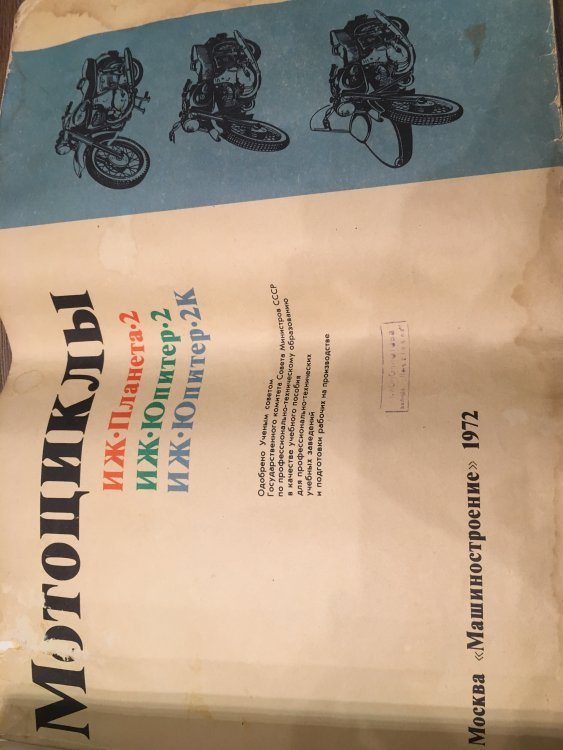 Мотоциклы
ИЖ·Планета·2
ИЖ·Юпитер·2
ИЖ·Юпитер·2К
Одобрено Ученым советом
Государственного комитета Совета Министров СССР
по профессионально-техническому образованию
в качестве учебного пособия
для профессионально-технических
учебных заведений
и подготовки рабочих на производстве
Москва «Машиностроение» 1972